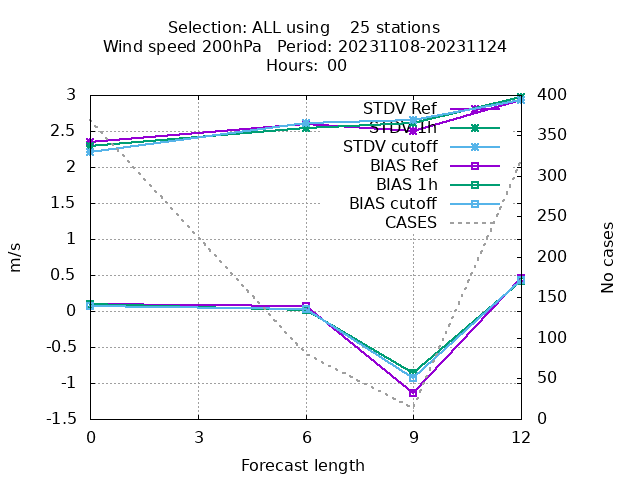 Selection: ALL using    25 stations
Wind speed 200hPa   Period: 20231108-20231124
Hours:  00
m/s
3
2.5
2
1.5
1
0.5
0
-0.5
-1
-1.5
STDV Ref
STDV 1h
STDV cutoff
BIAS Ref
BIAS 1h
BIAS cutoff
CASES
400
350
300
250
200
150
100
50
0
No cases
0 3 6 9 12
Forecast length